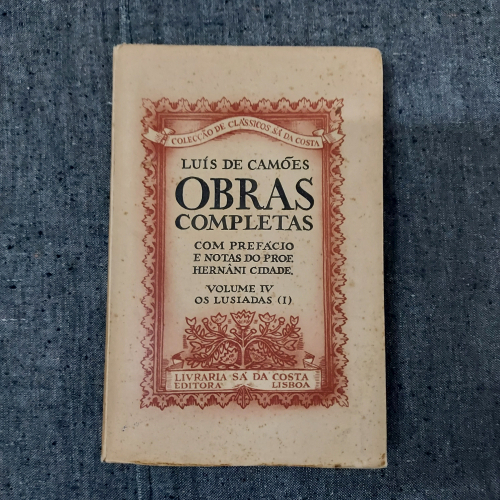 COLECÇÃO DE CLÁSSICOS SÁ DA COSTA
LUÍS DE CAMÕES
OBRAS
COMPLETAS
COM PREFÁCIO
E NOTAS DO PROF.
HERNÂNI CIDADE.
VOLUME IV
OS LUSIADAS (I)
LIVRARIA SÁ DA COSTA
EDITORA LISBOA